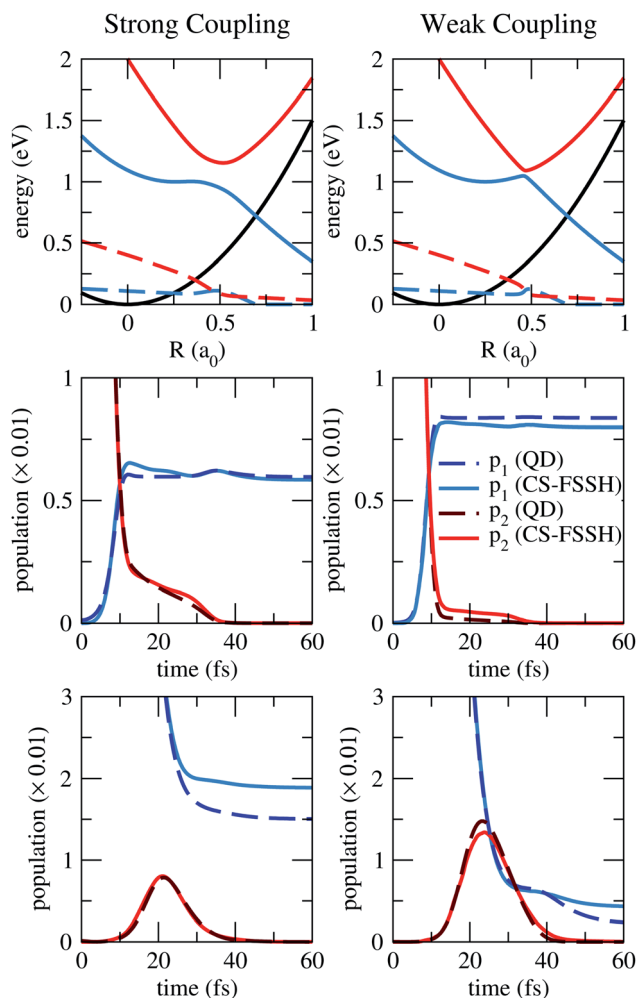 Strong Coupling
Weak Coupling
energy (eV)
2
1.5
1
0.5
0
0
0.5
1
R (a₀)
energy (eV)
2
1.5
1
0.5
0
0
0.5
1
R (a₀)
population (× 0.01)
1
0.5
0
0
20
40
60
time (fs)
population (× 0.01)
1
0.5
0
p₁ (QD)
p₁ (CS-FSSH)
p₂ (QD)
p₂ (CS-FSSH)
0
20
40
60
time (fs)
population (× 0.01)
3
2
1
0
0
20
40
60
time (fs)
population (× 0.01)
3
2
1
0
0
20
40
60
time (fs)